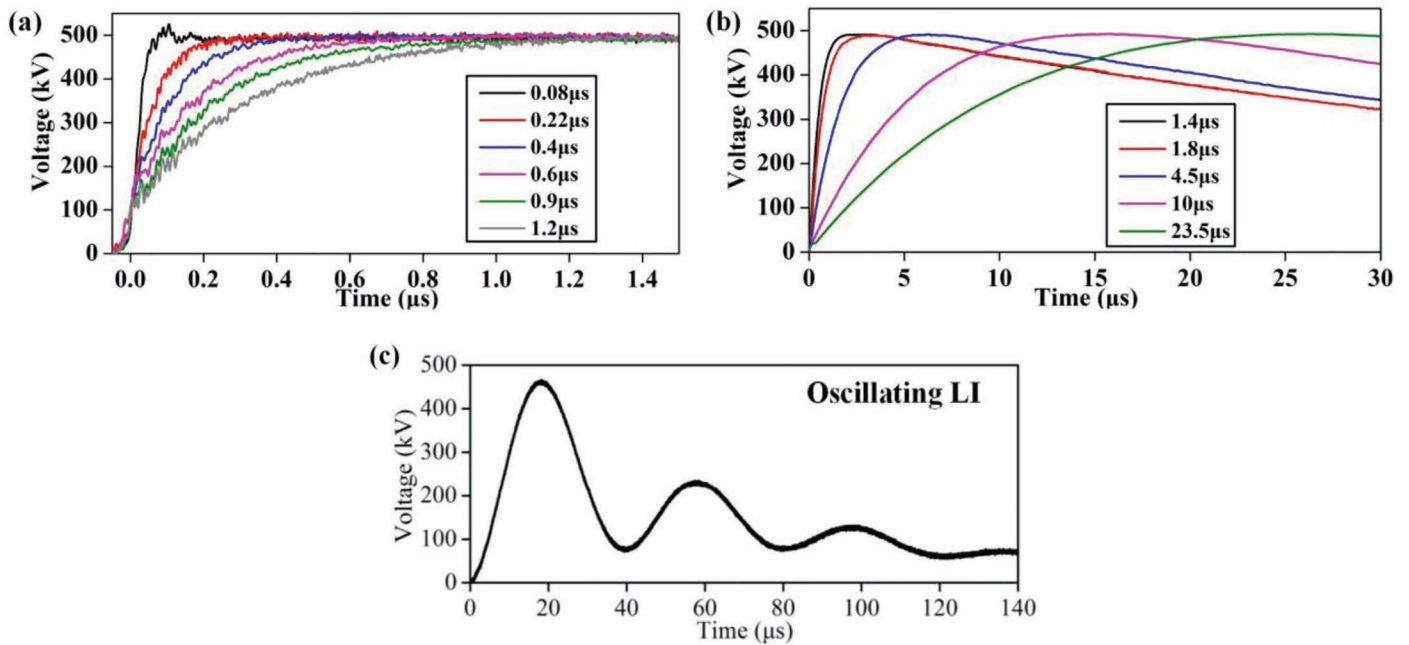 (a)
Voltage (kV)
500
400
300
200
100
0
0.08μs
0.22μs
0.4μs
0.6μs
0.9μs
1.2μs
0.0 0.2 0.4 0.6 0.8 1.0 1.2 1.4
Time (μs)
(b)
Voltage (kV)
500
400
300
200
100
0
1.4μs
1.8μs
4.5μs
10μs
23.5μs
0 5 10 15 20 25 30
Time (μs)
(c)
Voltage (kV)
500
400
300
200
100
0
Oscillating LI
0 20 40 60 80 100 120 140
Time (μs)